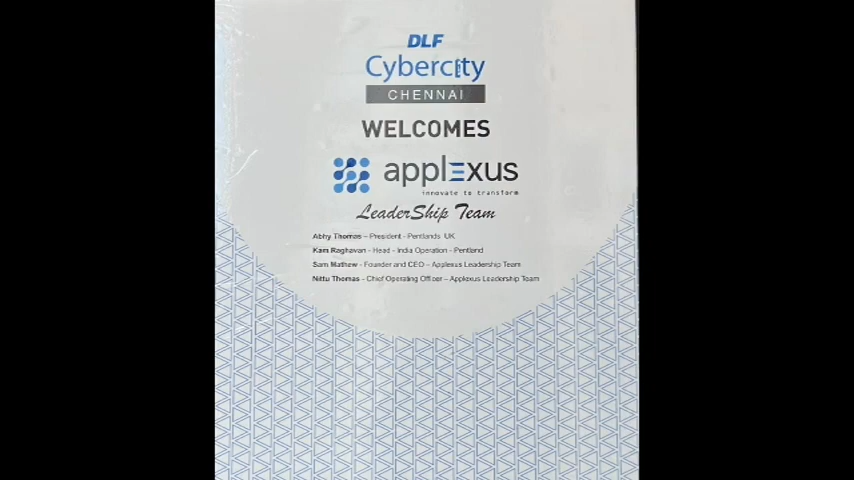 DLF
Cybercity
CHENNAI
WELCOMES
applexus
innovate to transform
LeaderShip Team
Abhy Thomas – President - Pentlands UK
Kam Raghavan - Head - India Operation - Pentland
Sam Mathew - Founder and CEO – Applexus Leadership Team
Nittu Thomas - Chief Operating Officer – Applexus Leadership Team